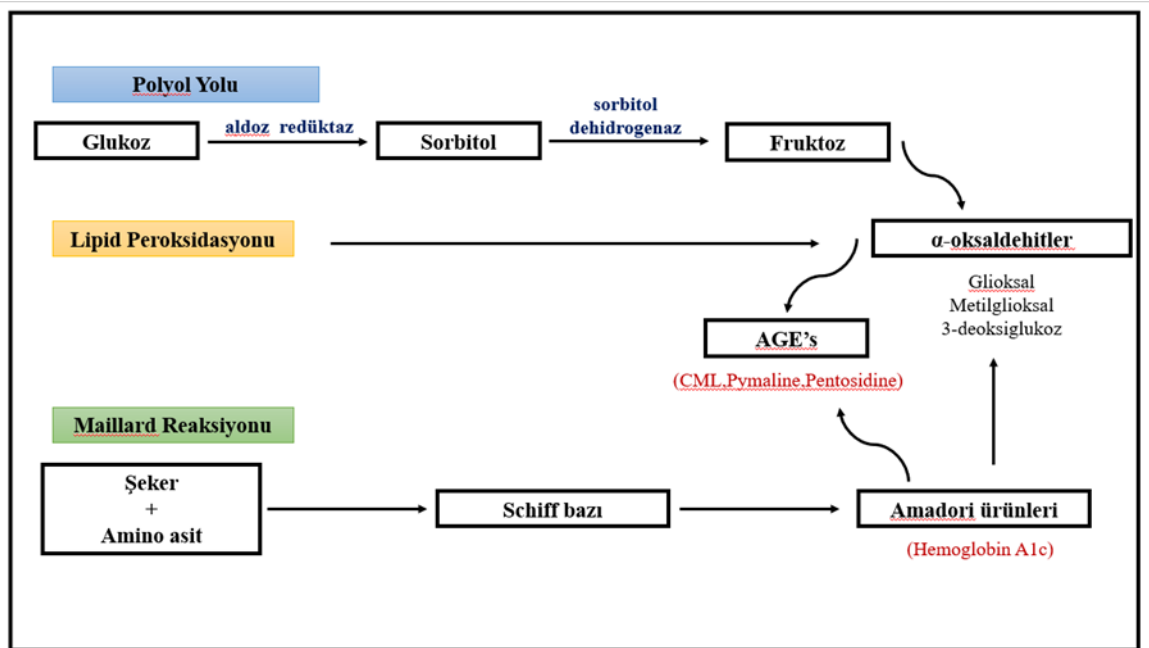 Polyol Yolu
Glukoz
aldoz redüktaz
Sorbitol
sorbitol
dehidrogenaz
Fruktoz
Lipid Peroksidasyonu
α-oksaldehitler
Glioksal
Metilglioksal
3-deoksiglukoz
AGE’s
(CML,Pymaline,Pentosidine)
Maillard Reaksiyonu
Şeker
+
Amino asit
Schiff bazı
Amadori ürünleri
(Hemoglobin A1c)